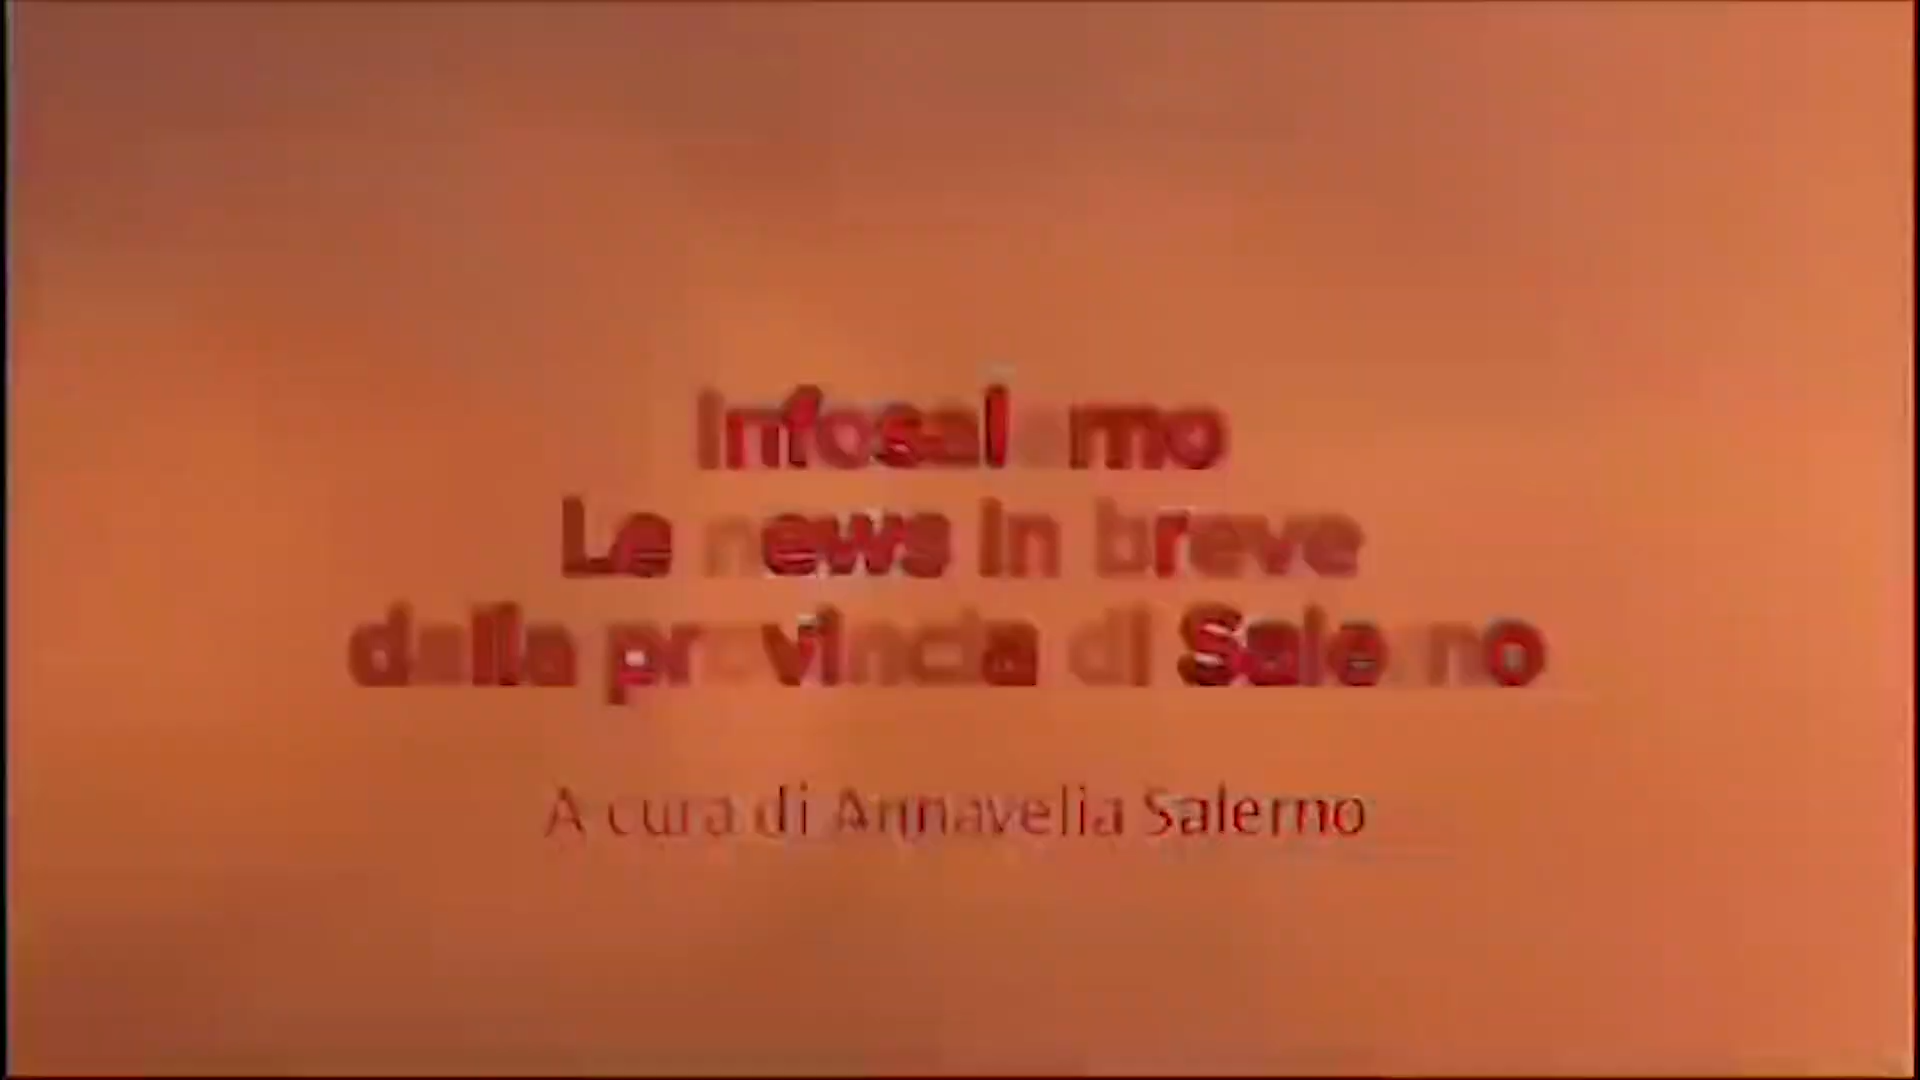 Infosalerno
Le news in breve
dalla provincia di Salerno
A cura di Annavelia Salerno